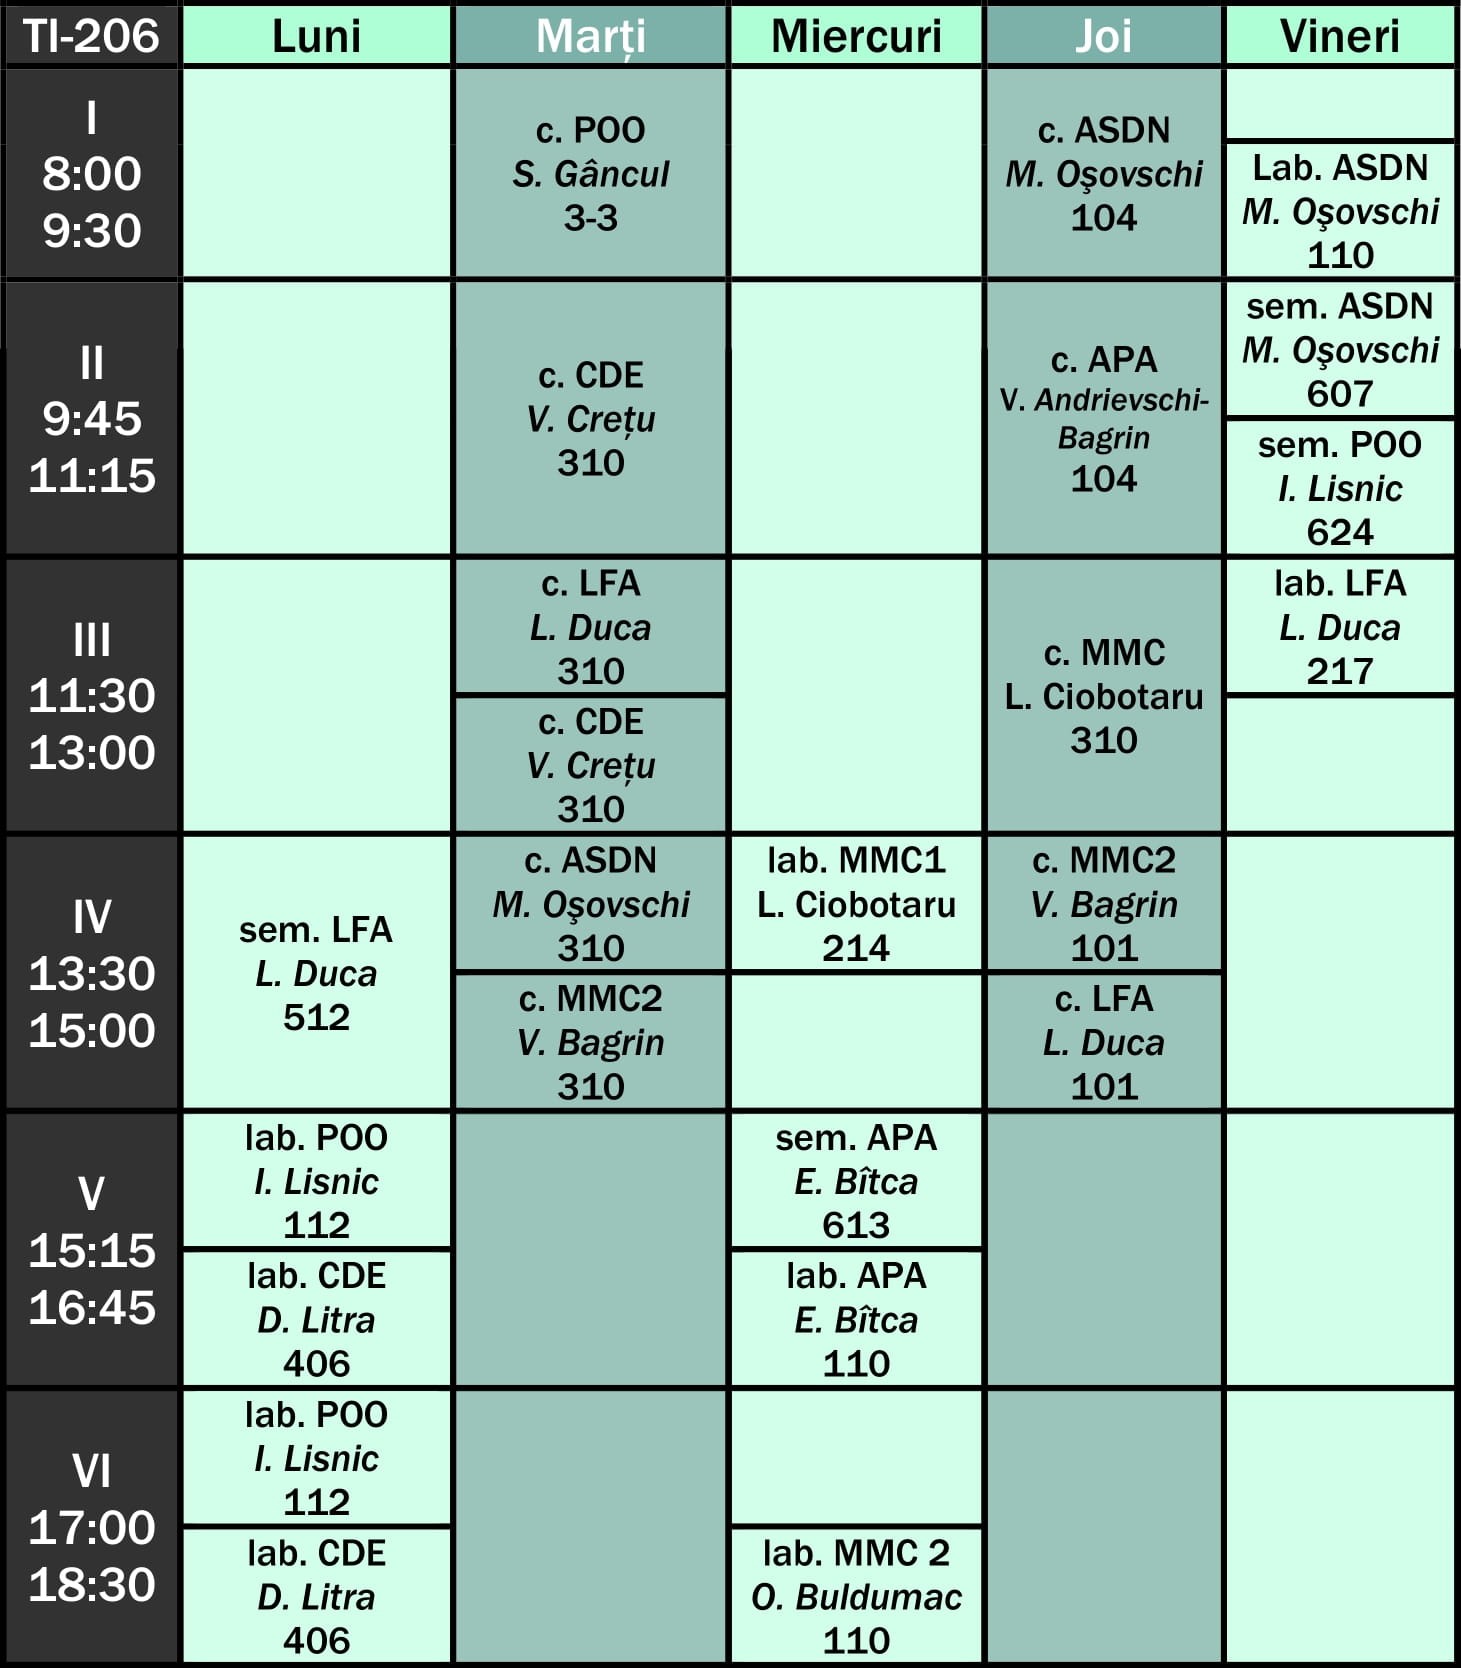 TI-206
Luni
Marți
Miercuri
Joi
Vineri
I
8:00
9:30
c. POO
S. Gâncul
3-3
c. ASDN
M. Oşovschi
104
Lab. ASDN
M. Oşovschi
110
II
9:45
11:15
c. CDE
V. Crețu
310
c. APA
V. Andrievschi-
Bagrin
104
sem. ASDN
M. Oşovschi
607
sem. POO
I. Lisnic
624
III
11:30
13:00
c. LFA
L. Duca
310
c. CDE
V. Crețu
310
c. MMC
L. Ciobotaru
310
lab. LFA
L. Duca
217
IV
13:30
15:00
sem. LFA
L. Duca
512
c. ASDN
M. Oşovschi
310
c. MMC2
V. Bagrin
310
lab. MMC1
L. Ciobotaru
214
c. MMC2
V. Bagrin
101
c. LFA
L. Duca
101
V
15:15
16:45
lab. POO
I. Lisnic
112
lab. CDE
D. Litra
406
sem. APA
E. Bîtca
613
lab. APA
E. Bîtca
110
VI
17:00
18:30
lab. POO
I. Lisnic
112
lab. CDE
D. Litra
406
lab. MMC 2
O. Buldumac
110